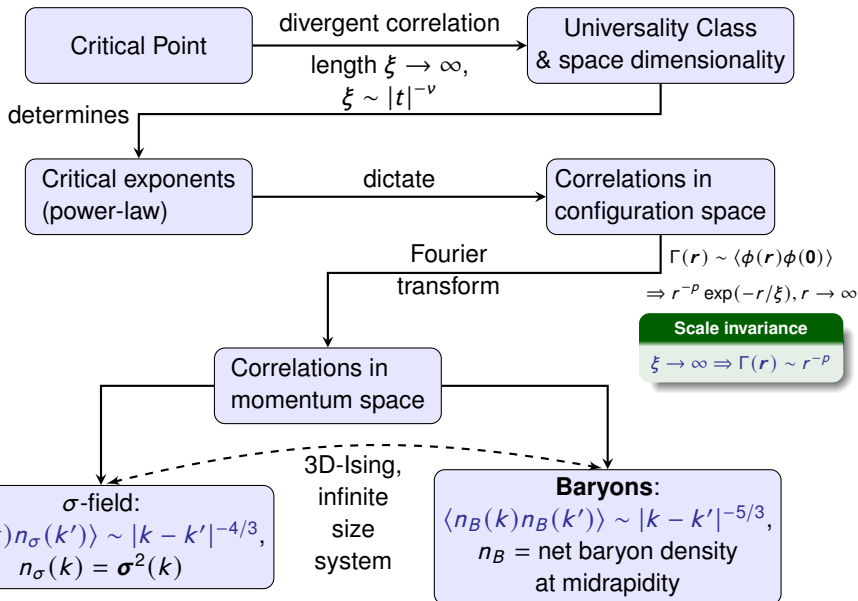 Critical Point
divergent correlation
length ξ → ∞,
ξ ∼ |t|^{−ν}
Universality Class
& space dimensionality
determines
Critical exponents
(power-law)
dictate
Correlations in
configuration space
Γ(r) ∼ ⟨ϕ(r)ϕ(0)⟩
⇒ r^{−p} exp(−r/ξ), r → ∞
Scale invariance
ξ → ∞ ⇒ Γ(r) ∼ r^{−p}
Fourier
transform
Correlations in
momentum space
3D-Ising,
infinite
size
system
σ-field:
)n_σ(k′)⟩ ∼ |k − k′|^{−4/3},
n_σ(k) = σ²(k)
Baryons:
⟨n_B(k)n_B(k′)⟩ ∼ |k − k′|^{−5/3},
n_B = net baryon density
at midrapidity